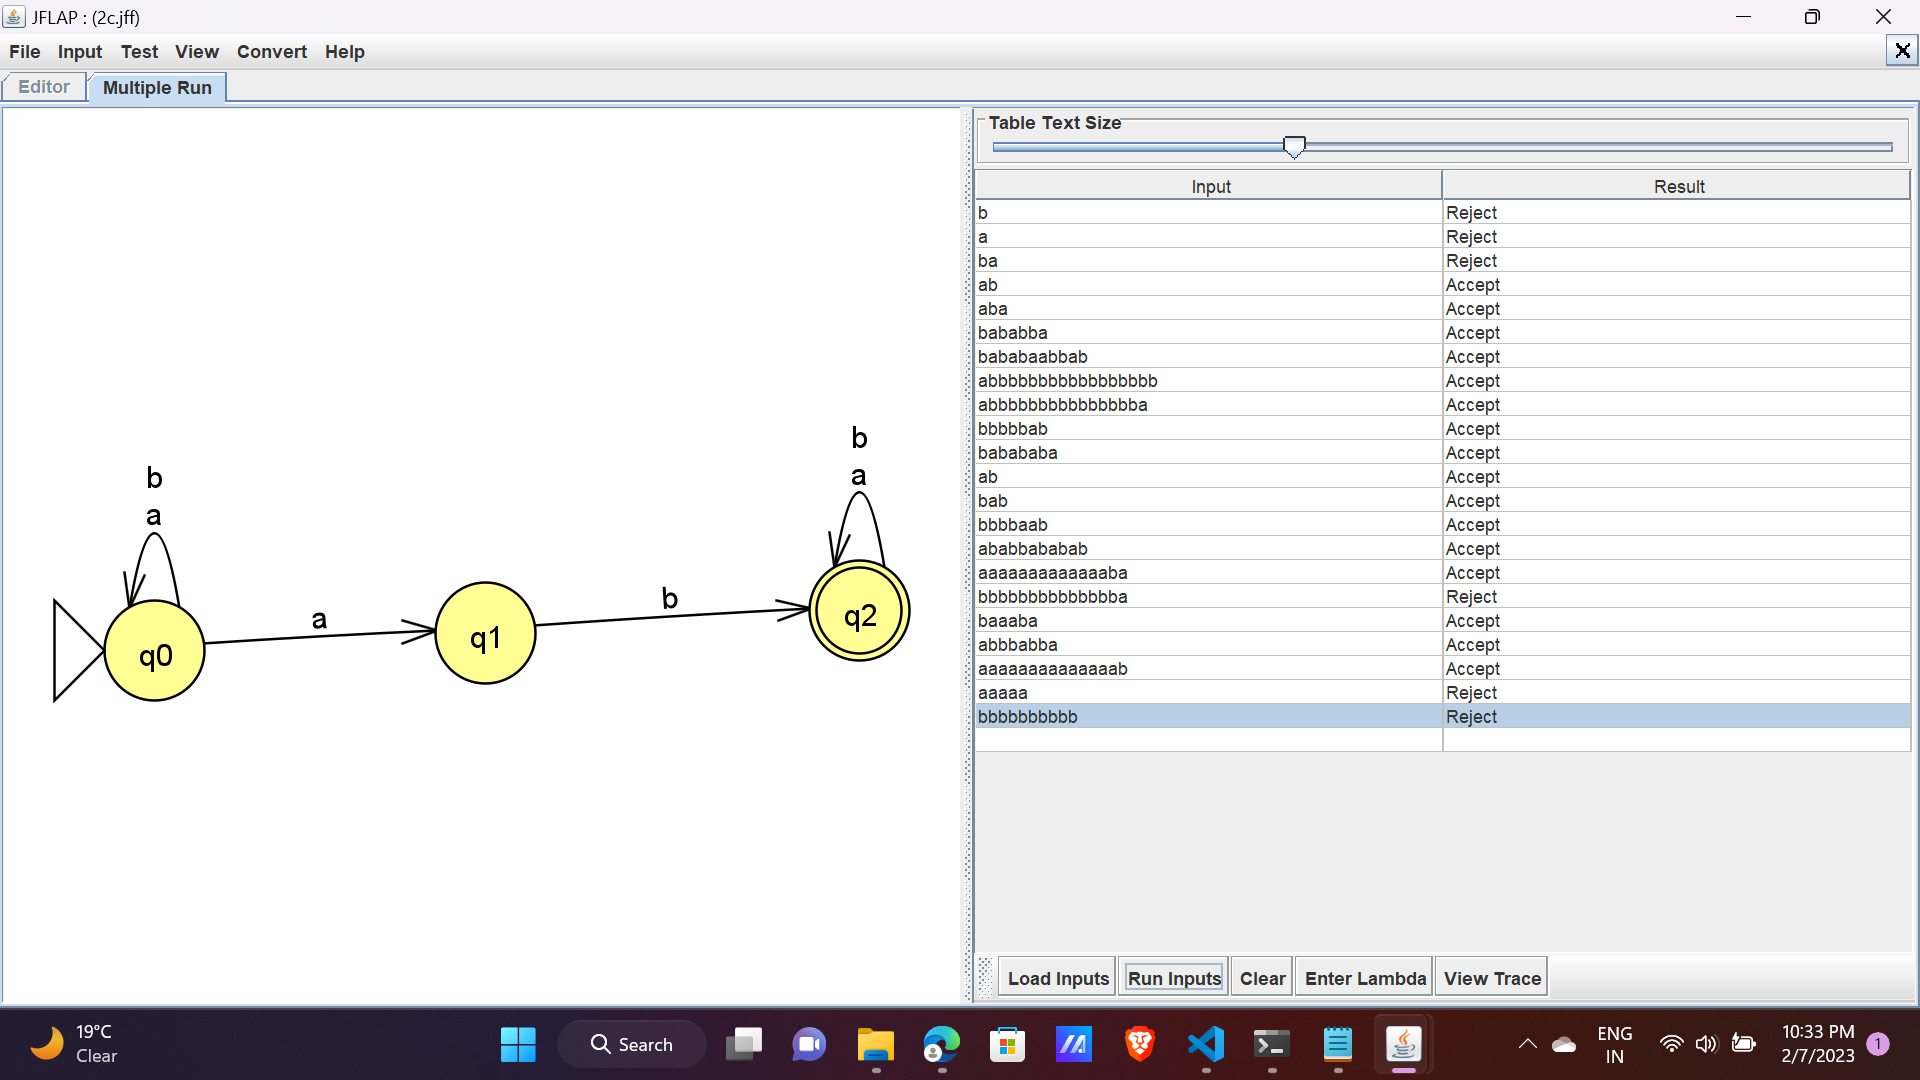 JFLAP : (2c.jff)
File Input Test View Convert Help
Editor Multiple Run
Table Text Size
Input Result
b Reject
a Reject
ba Reject
ab Accept
aba Accept
bababba Accept
bababaabbab Accept
abbbbbbbbbbbbbbbbb Accept
abbbbbbbbbbbbbbba Accept
bbbbbab Accept
babababa Accept
ab Accept
bab Accept
bbbbaab Accept
ababbababab Accept
aaaaaaaaaaaaaba Accept
bbbbbbbbbbbbbba Reject
baaaba Accept
abbbabba Accept
aaaaaaaaaaaaaab Accept
aaaaa Reject
bbbbbbbbbb Reject
b
a
q0
a
q1
b
b
a
q2
Load Inputs Run Inputs Clear Enter Lambda View Trace
19°C
Clear
Search
ENG
IN
10:33 PM
2/7/2023
1